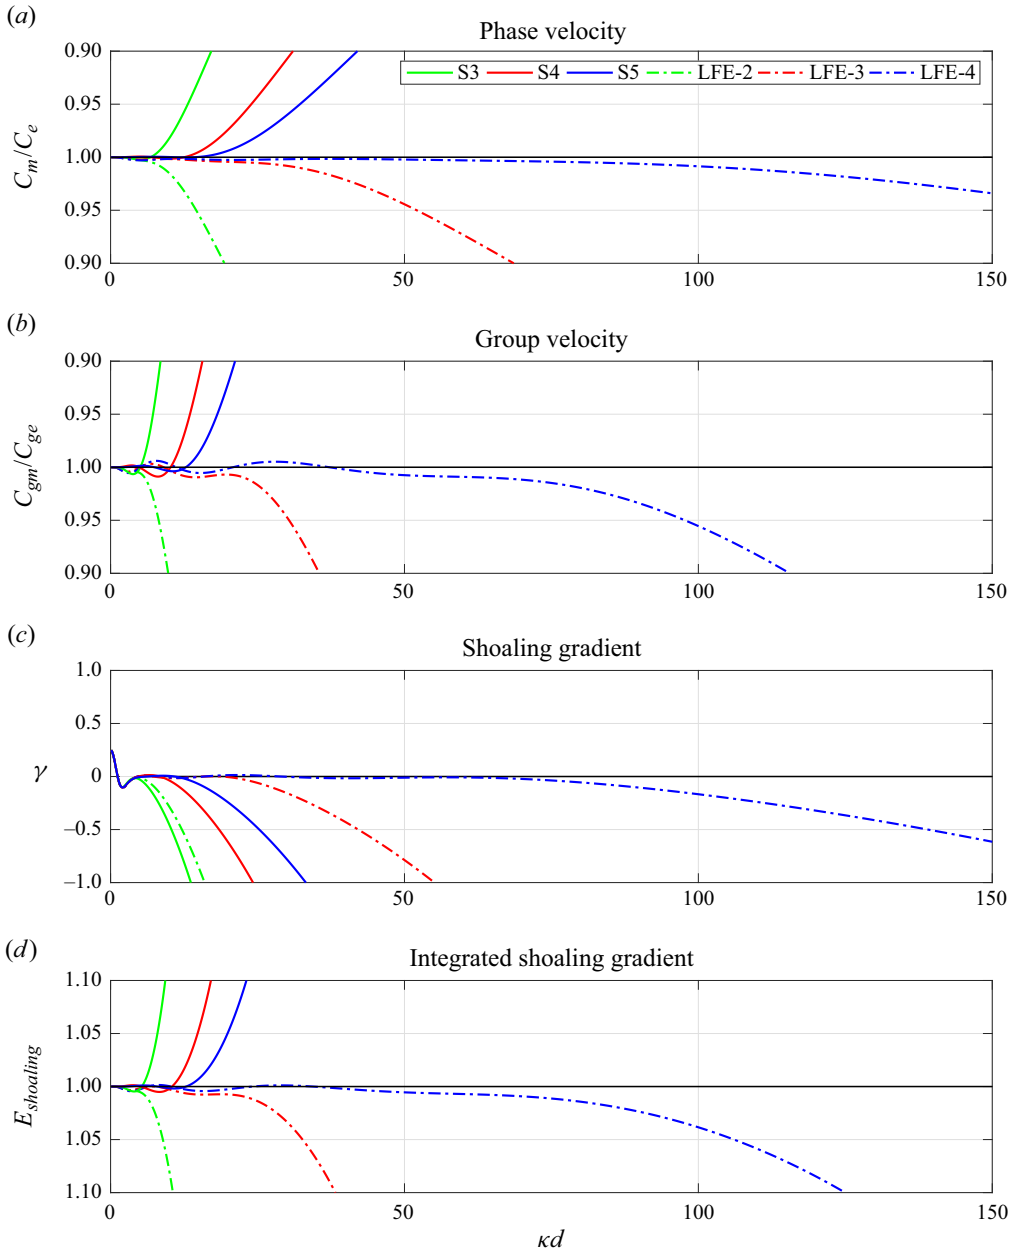 (a)
Phase velocity
0.90
S3 S4 S5 LFE-2 LFE-3 LFE-4
0.95
1.00
0.95
0.90
C_m/C_e
0 50 100 150
(b)
Group velocity
0.90
0.95
1.00
0.95
0.90
C_gm/C_ge
0 50 100 150
(c)
Shoaling gradient
1.0
0.5
0
–0.5
–1.0
γ
0 50 100 150
(d)
Integrated shoaling gradient
1.10
1.05
1.00
1.05
1.10
E_shoaling
0 50 100 150
κd